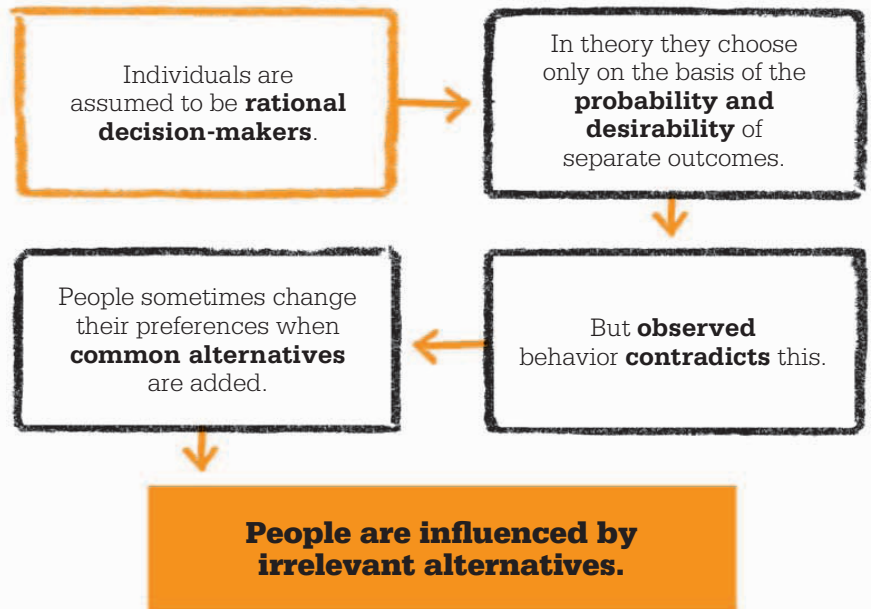 Individuals are
assumed to be rational
decision-makers.
In theory they choose
only on the basis of the
probability and
desirability of
separate outcomes.
But observed
behavior contradicts this.
People sometimes change
their preferences when
common alternatives
are added.
People are influenced by
irrelevant alternatives.